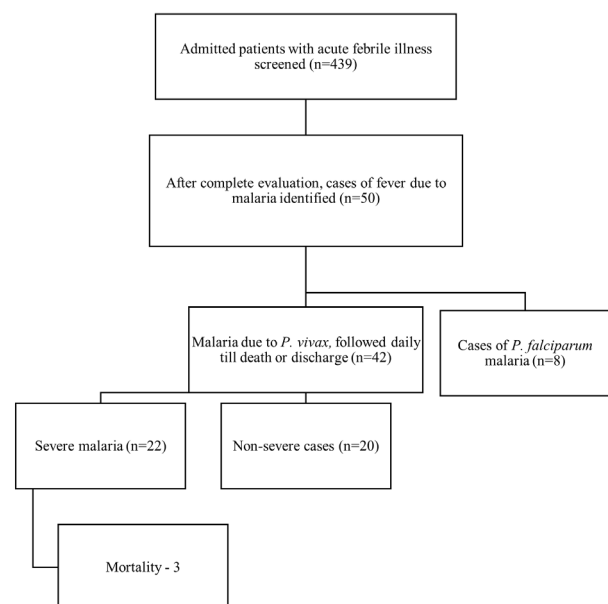 Admitted patients with acute febrile illness
screened (n=439)
After complete evaluation, cases of fever due to
malaria identified (n=50)
Malaria due to P. vivax, followed daily
till death or discharge (n=42)
Cases of P. falciparum
malaria (n=8)
Severe malaria (n=22)
Non-severe cases (n=20)
Mortality - 3